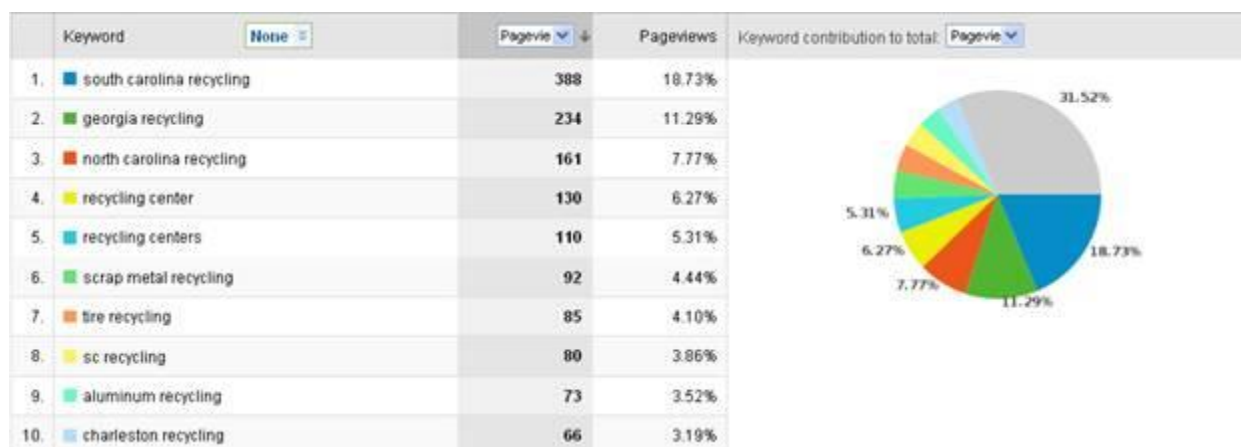 Keyword None Pagevie Pageviews Keyword contribution to total: Pagevie
1. south carolina recycling 388 18.73%
2. georgia recycling 234 11.29%
3. north carolina recycling 161 7.77%
4. recycling center 130 6.27%
5. recycling centers 110 5.31%
6. scrap metal recycling 92 4.44%
7. tire recycling 85 4.10%
8. sc recycling 80 3.86%
9. aluminum recycling 73 3.52%
10. charleston recycling 66 3.19%
31.52%
5.31%
6.27%
18.73%
7.77%
11.29%